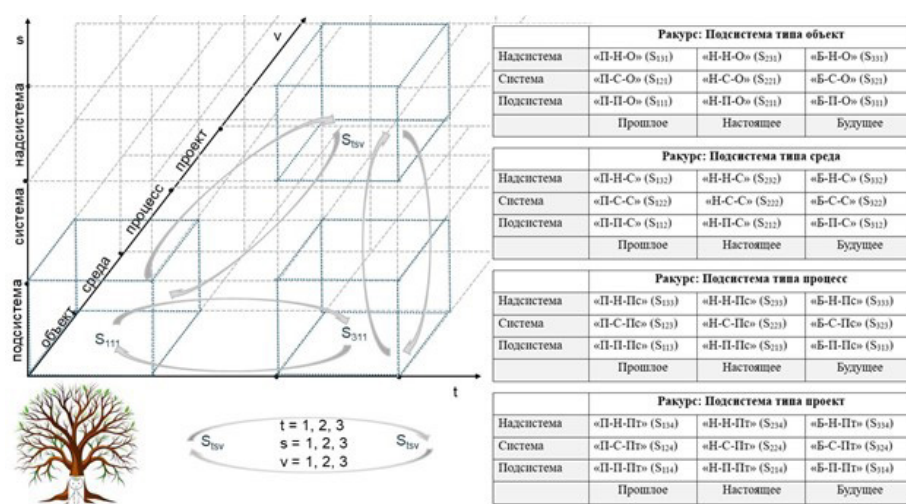 s
v
надсистема
система
подсистема
проект
процесс
среда
объект
Stsv
S111
S311
t
t = 1, 2, 3
s = 1, 2, 3
v = 1, 2, 3
Stsv
Stsv
Ракурс: Подсистема типа объект
Надсистема «П-Н-О» (S131) «Н-Н-О» (S231) «Б-Н-О» (S331)
Система «П-С-О» (S121) «Н-С-О» (S221) «Б-С-О» (S321)
Подсистема «П-П-О» (S111) «Н-П-О» (S211) «Б-П-О» (S311)
Прошлое Настоящее Будущее
Ракурс: Подсистема типа среда
Надсистема «П-Н-С» (S132) «Н-Н-С» (S232) «Б-Н-С» (S332)
Система «П-С-С» (S122) «Н-С-С» (S222) «Б-С-С» (S322)
Подсистема «П-П-С» (S112) «Н-П-С» (S212) «Б-П-С» (S312)
Прошлое Настоящее Будущее
Ракурс: Подсистема типа процесс
Надсистема «П-Н-Пс» (S133) «Н-Н-Пс» (S233) «Б-Н-Пс» (S333)
Система «П-С-Пс» (S123) «Н-С-Пс» (S223) «Б-С-Пс» (S323)
Подсистема «П-П-Пс» (S113) «Н-П-Пс» (S213) «Б-П-Пс» (S313)
Прошлое Настоящее Будущее
Ракурс: Подсистема типа проект
Надсистема «П-Н-Пт» (S134) «Н-Н-Пт» (S234) «Б-Н-Пт» (S334)
Система «П-С-Пт» (S124) «Н-С-Пт» (S224) «Б-С-Пт» (S324)
Подсистема «П-П-Пт» (S114) «Н-П-Пт» (S214) «Б-П-Пт» (S314)
Прошлое Настоящее Будущее